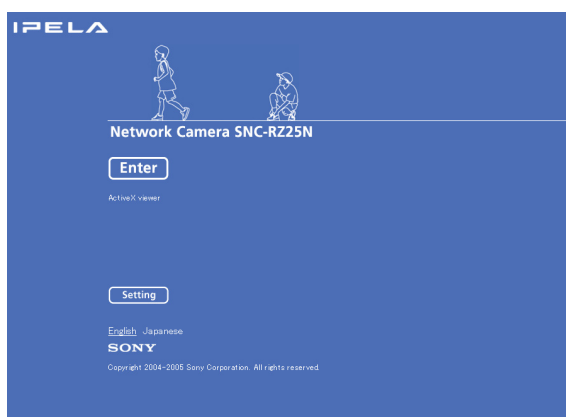 IPELA
Network Camera SNC-RZ25N
Enter
ActiveX viewer
Setting
English Japanese
SONY
Copyright 2004-2005 Sony Corporation. All rights reserved.